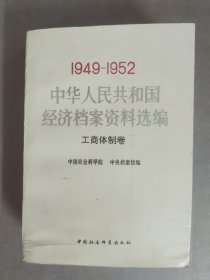 1949-1952
中华人民共和国
经济档案资料选编
工商体制卷
中国社会科学院 中央档案馆编
中国社会科学出版社